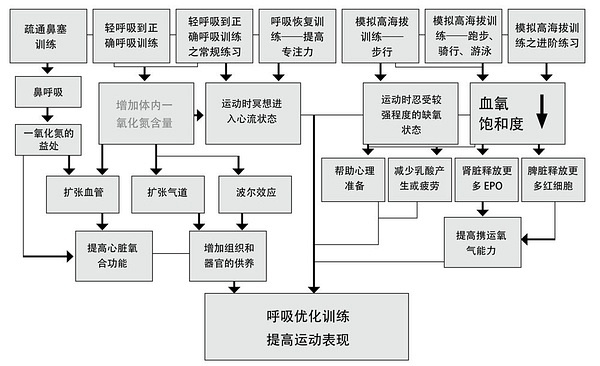 疏通鼻塞
训练
轻呼吸到正
确呼吸训练
轻呼吸到正
确呼吸训练
之常规练习
呼吸恢复训
练——提高
专注力
模拟高海拔
训练——
步行
模拟高海拔训
练——跑步、
骑行、游泳
模拟高海拔训
练之进阶练习
鼻呼吸
增加体内一
氧化氮含量
运动时冥想进
入心流状态
运动时忍受较
强程度的缺氧
状态
血氧
饱和度
一氧化氮的
益处
扩张血管
扩张气道
波尔效应
帮助心理
准备
减少乳酸产
生或疲劳
肾脏释放更
多 EPO
脾脏释放更
多红细胞
提高心脏氧
合功能
增加组织和
器官的供养
提高携运氧
气能力
呼吸优化训练
提高运动表现